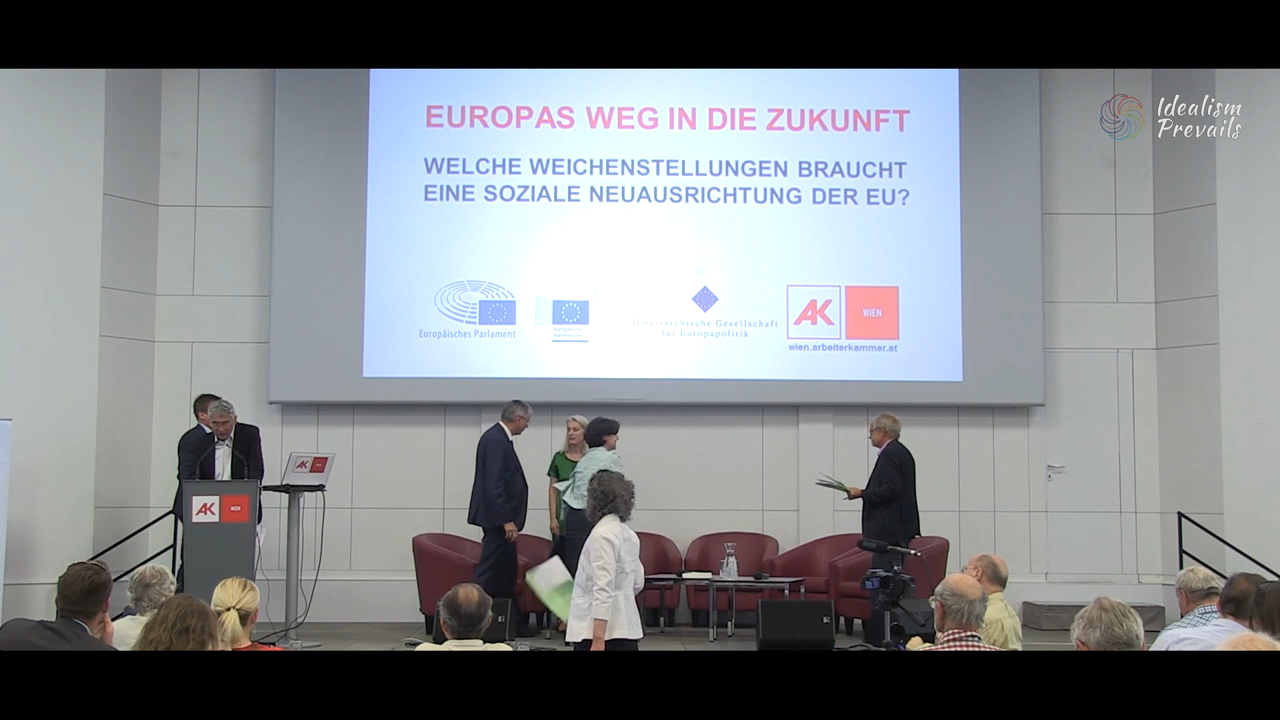 Idealism
Prevails
EUROPAS WEG IN DIE ZUKUNFT
WELCHE WEICHENSTELLUNGEN BRAUCHT
EINE SOZIALE NEUAUSRICHTUNG DER EU?
Europäisches Parlament
Österreichische Gesellschaft
für Europapolitik
AK WIEN
wien.arbeiterkammer.at
AK WIEN
AK WIEN